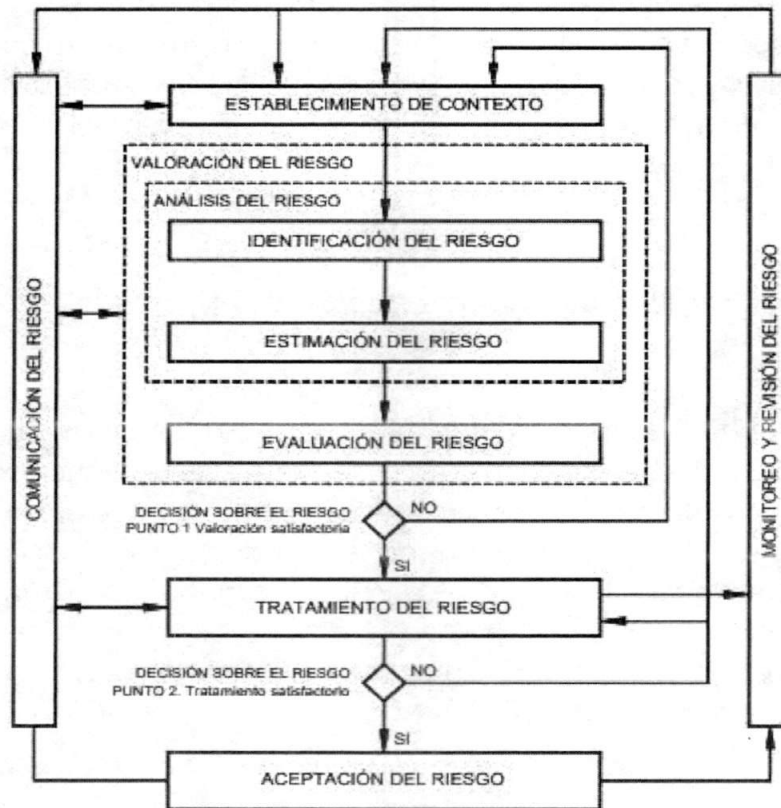 ESTABLECIMIENTO DE CONTEXTO
VALORACIÓN DEL RIESGO
ANÁLISIS DEL RIESGO
IDENTIFICACIÓN DEL RIESGO
ESTIMACIÓN DEL RIESGO
EVALUACIÓN DEL RIESGO
DECISIÓN SOBRE EL RIESGO
PUNTO 1 Valoración satisfactoria
NO
SI
TRATAMIENTO DEL RIESGO
DECISIÓN SOBRE EL RIESGO
PUNTO 2. Tratamiento satisfactorio
NO
SI
ACEPTACIÓN DEL RIESGO
COMUNICACIÓN DEL RIESGO
MONITOREO Y REVISIÓN DEL RIESGO